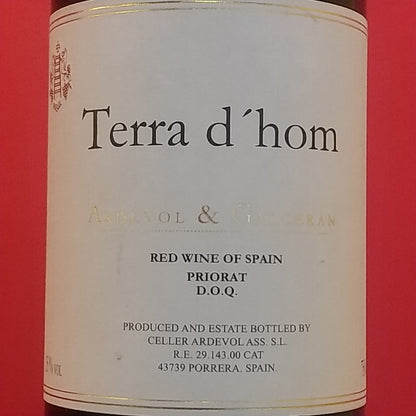 Terra d´hom
ARDEVOL &
RED WINE OF SPAIN
PRIORAT
D.O.Q.
PRODUCED AND ESTATE BOTTLED BY
CELLER ARDEVOL ASS. S.L.
R.E. 29.143.00 CAT
43739 PORRERA. SPAIN.
% VOL